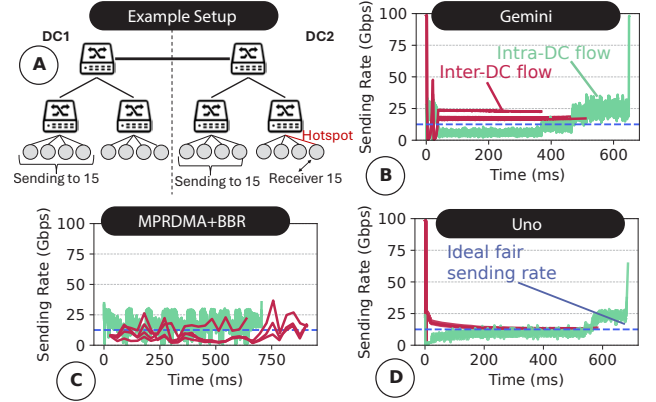 Example Setup
DC1
DC2
A
Hotspot
Sending to 15
Sending to 15
Receiver 15
Gemini
Sending Rate (Gbps)
100
75
50
25
0
Intra-DC flow
Inter-DC flow
0
200
400
600
Time (ms)
B
MPRDMA+BBR
Sending Rate (Gbps)
100
75
50
25
0
0
250
500
750
Time (ms)
C
Uno
Sending Rate (Gbps)
100
75
50
25
0
Ideal fair
sending rate
0
200
400
600
Time (ms)
D